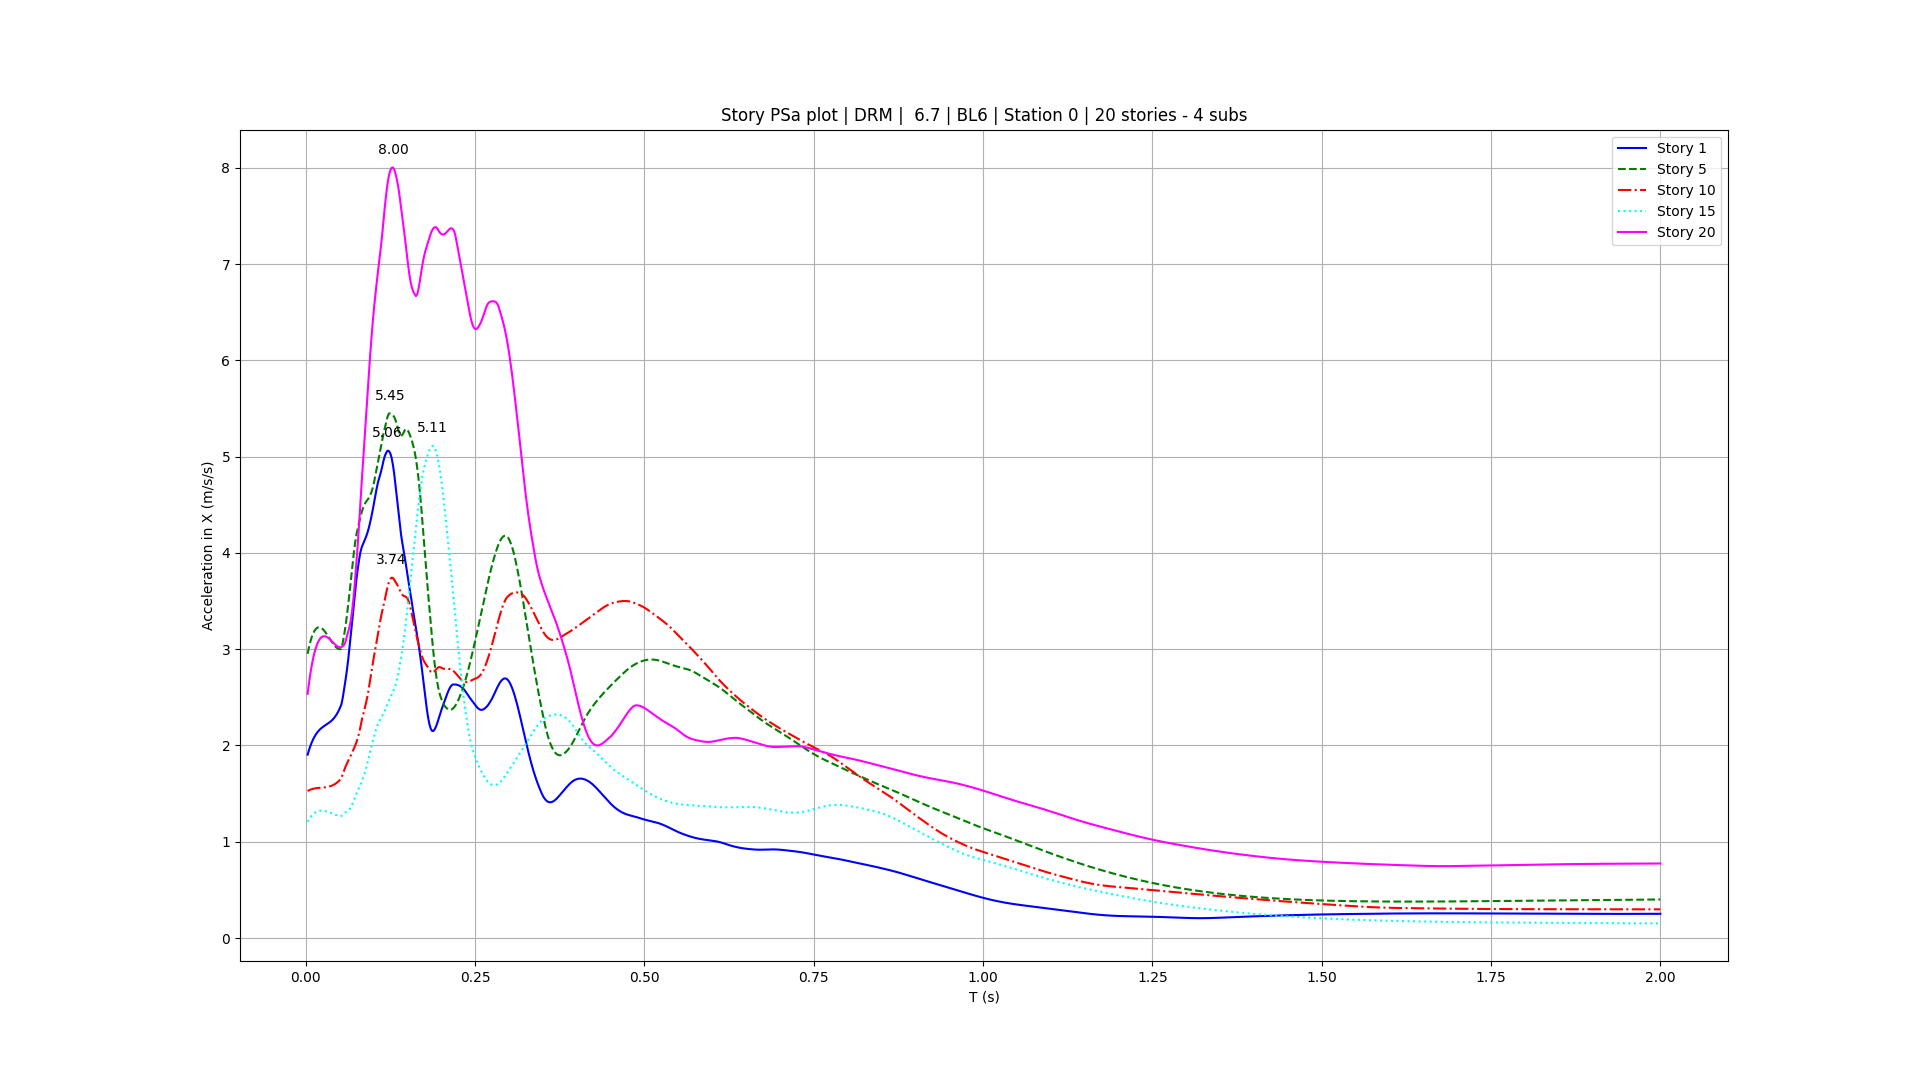 Story PSa plot | DRM |  6.7 | BL6 | Station 0 | 20 stories - 4 subs
8.00
5.45
5.06
5.11
3.74
Story 1
Story 5
Story 10
Story 15
Story 20
Acceleration in X (m/s/s)
8
7
6
5
4
3
2
1
0
0.00
0.25
0.50
0.75
1.00
1.25
1.50
1.75
2.00
T (s)